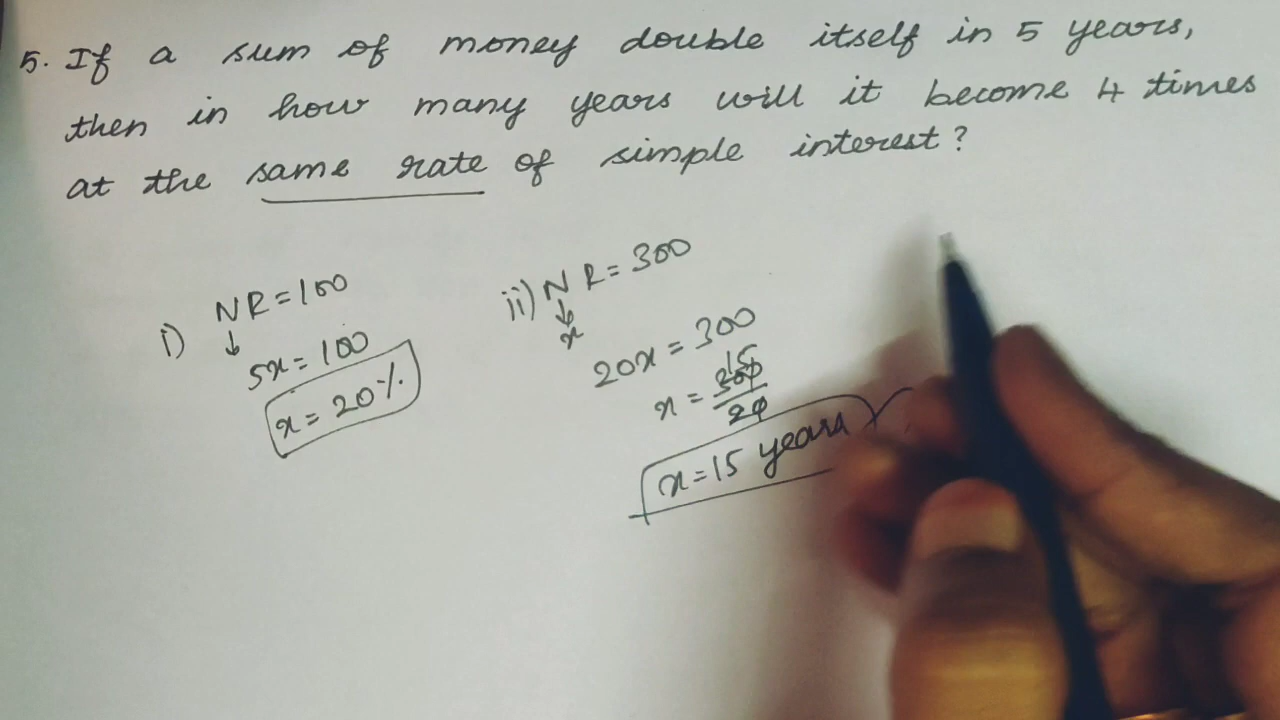 5. If a sum of money double itself in 5 years,
then in how many years will it become 4 times
at the same rate of simple interest?
i) NR = 100
↓
5x = 100
x = 20%
ii) NR = 300
↓
x
20x = 300
15
x = 300/20
x = 15 years